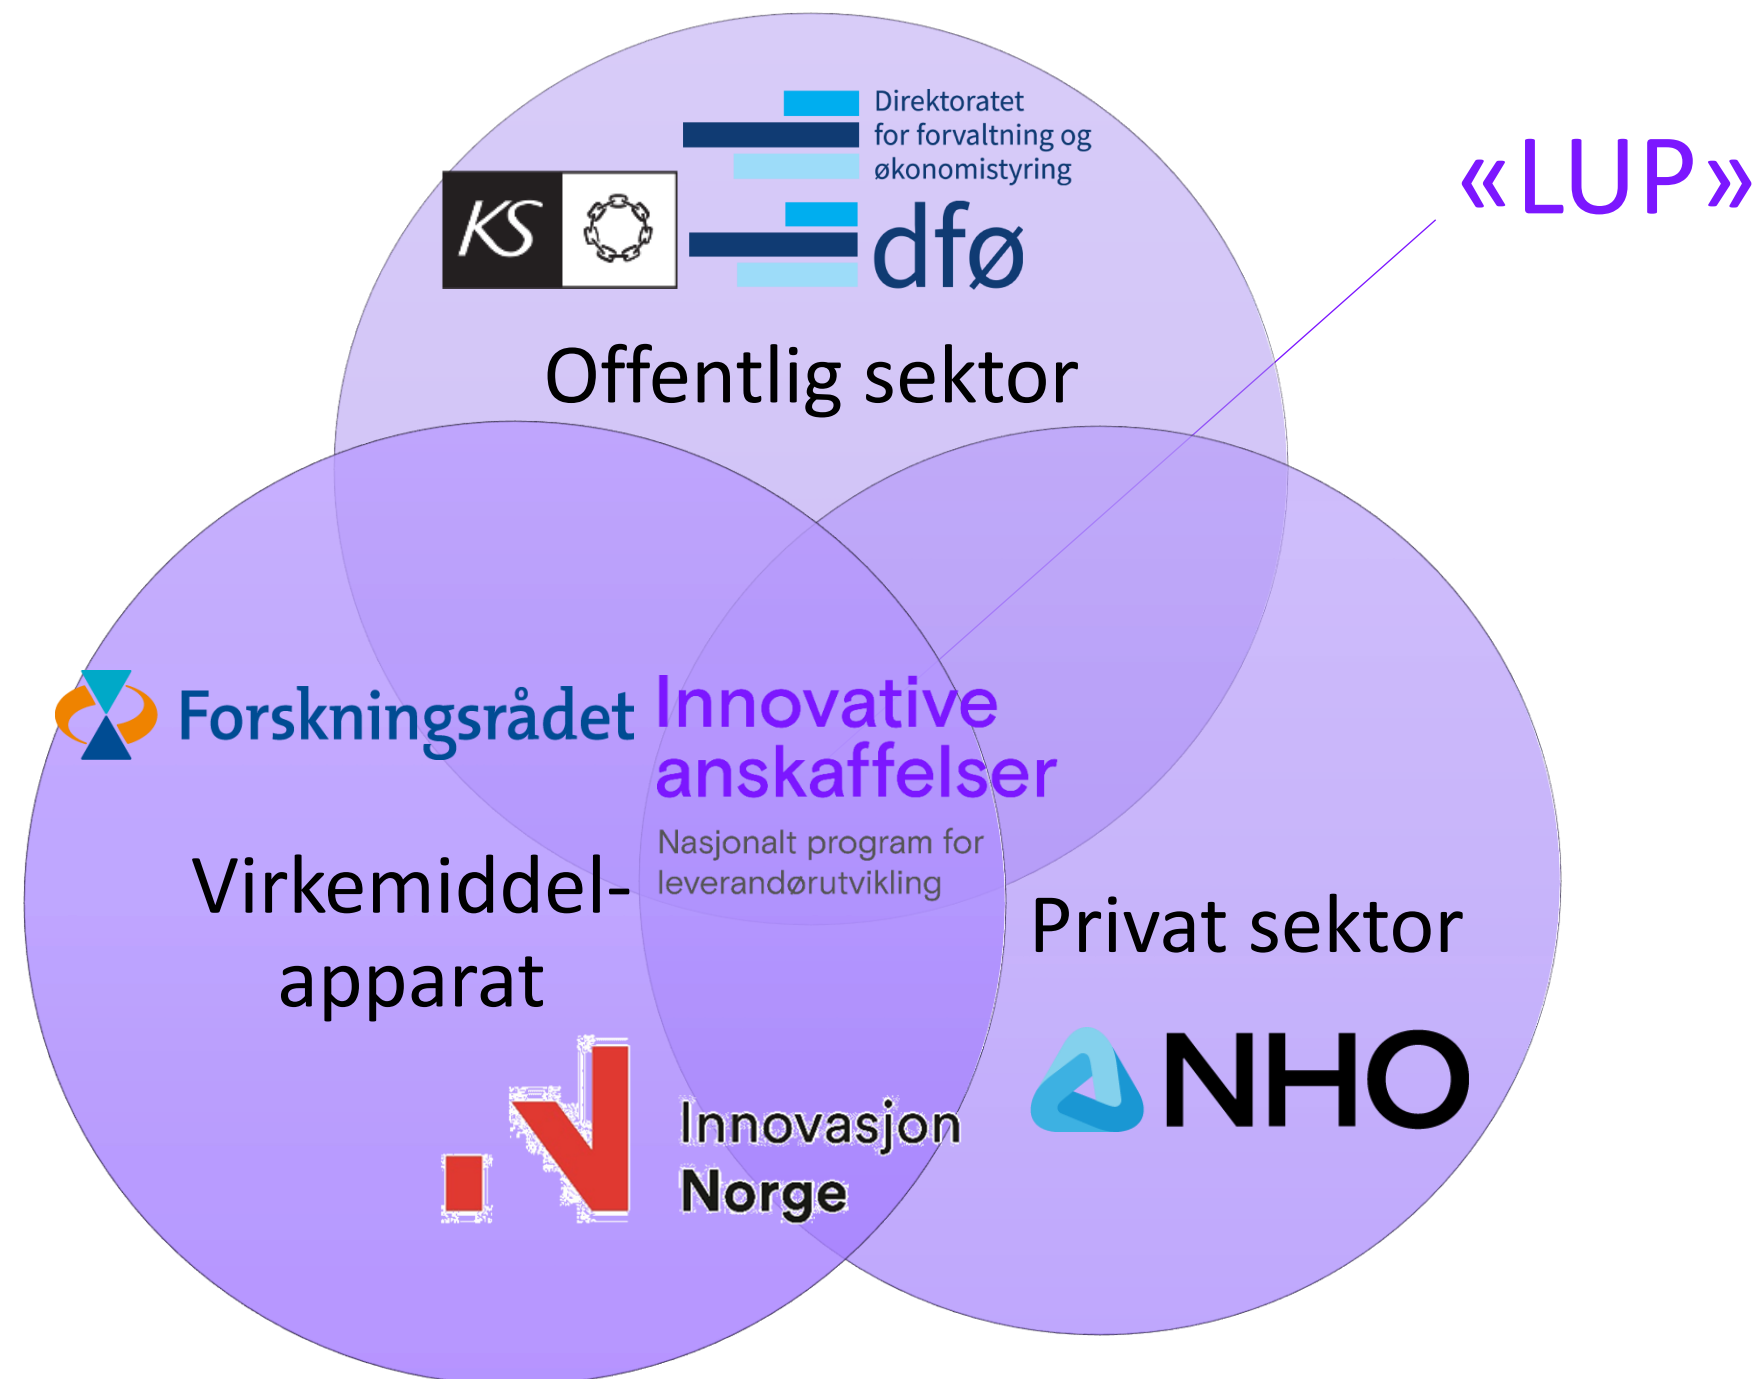 Direktoratet
for forvaltning og
økonomistyring
KS
dfø
«LUP»
Offentlig sektor
Forskningsrådet
Innovative
anskaffelser
Nasjonalt program for
leverandørutvikling
Virkemiddel-
apparat
Privat sektor
NHO
Innovasjon
Norge